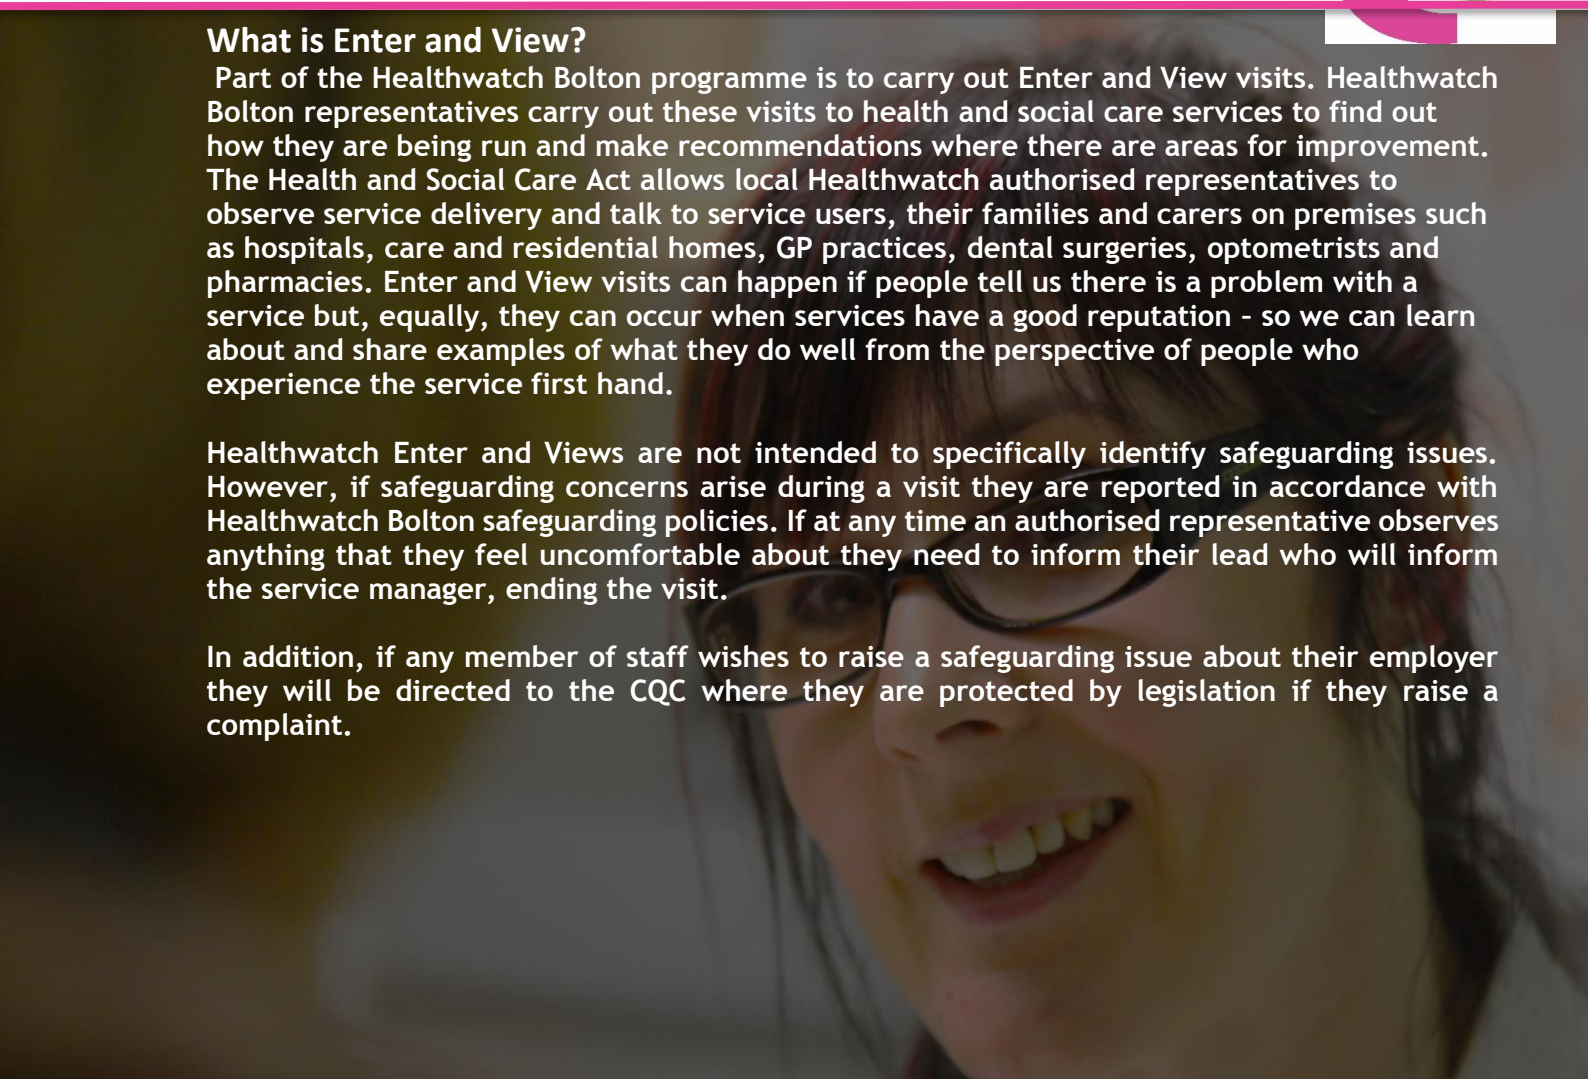 What is Enter and View?
Part of the Healthwatch Bolton programme is to carry out Enter and View visits. Healthwatch
Bolton representatives carry out these visits to health and social care services to find out
how they are being run and make recommendations where there are areas for improvement.
The Health and Social Care Act allows local Healthwatch authorised representatives to
observe service delivery and talk to service users, their families and carers on premises such
as hospitals, care and residential homes, GP practices, dental surgeries, optometrists and
pharmacies. Enter and View visits can happen if people tell us there is a problem with a
service but, equally, they can occur when services have a good reputation – so we can learn
about and share examples of what they do well from the perspective of people who
experience the service first hand.
Healthwatch Enter and Views are not intended to specifically identify safeguarding issues.
However, if safeguarding concerns arise during a visit they are reported in accordance with
Healthwatch Bolton safeguarding policies. If at any time an authorised representative observes
anything that they feel uncomfortable about they need to inform their lead who will inform
the service manager, ending the visit.
In addition, if any member of staff wishes to raise a safeguarding issue about their employer
they will be directed to the CQC where they are protected by legislation if they raise a
complaint.